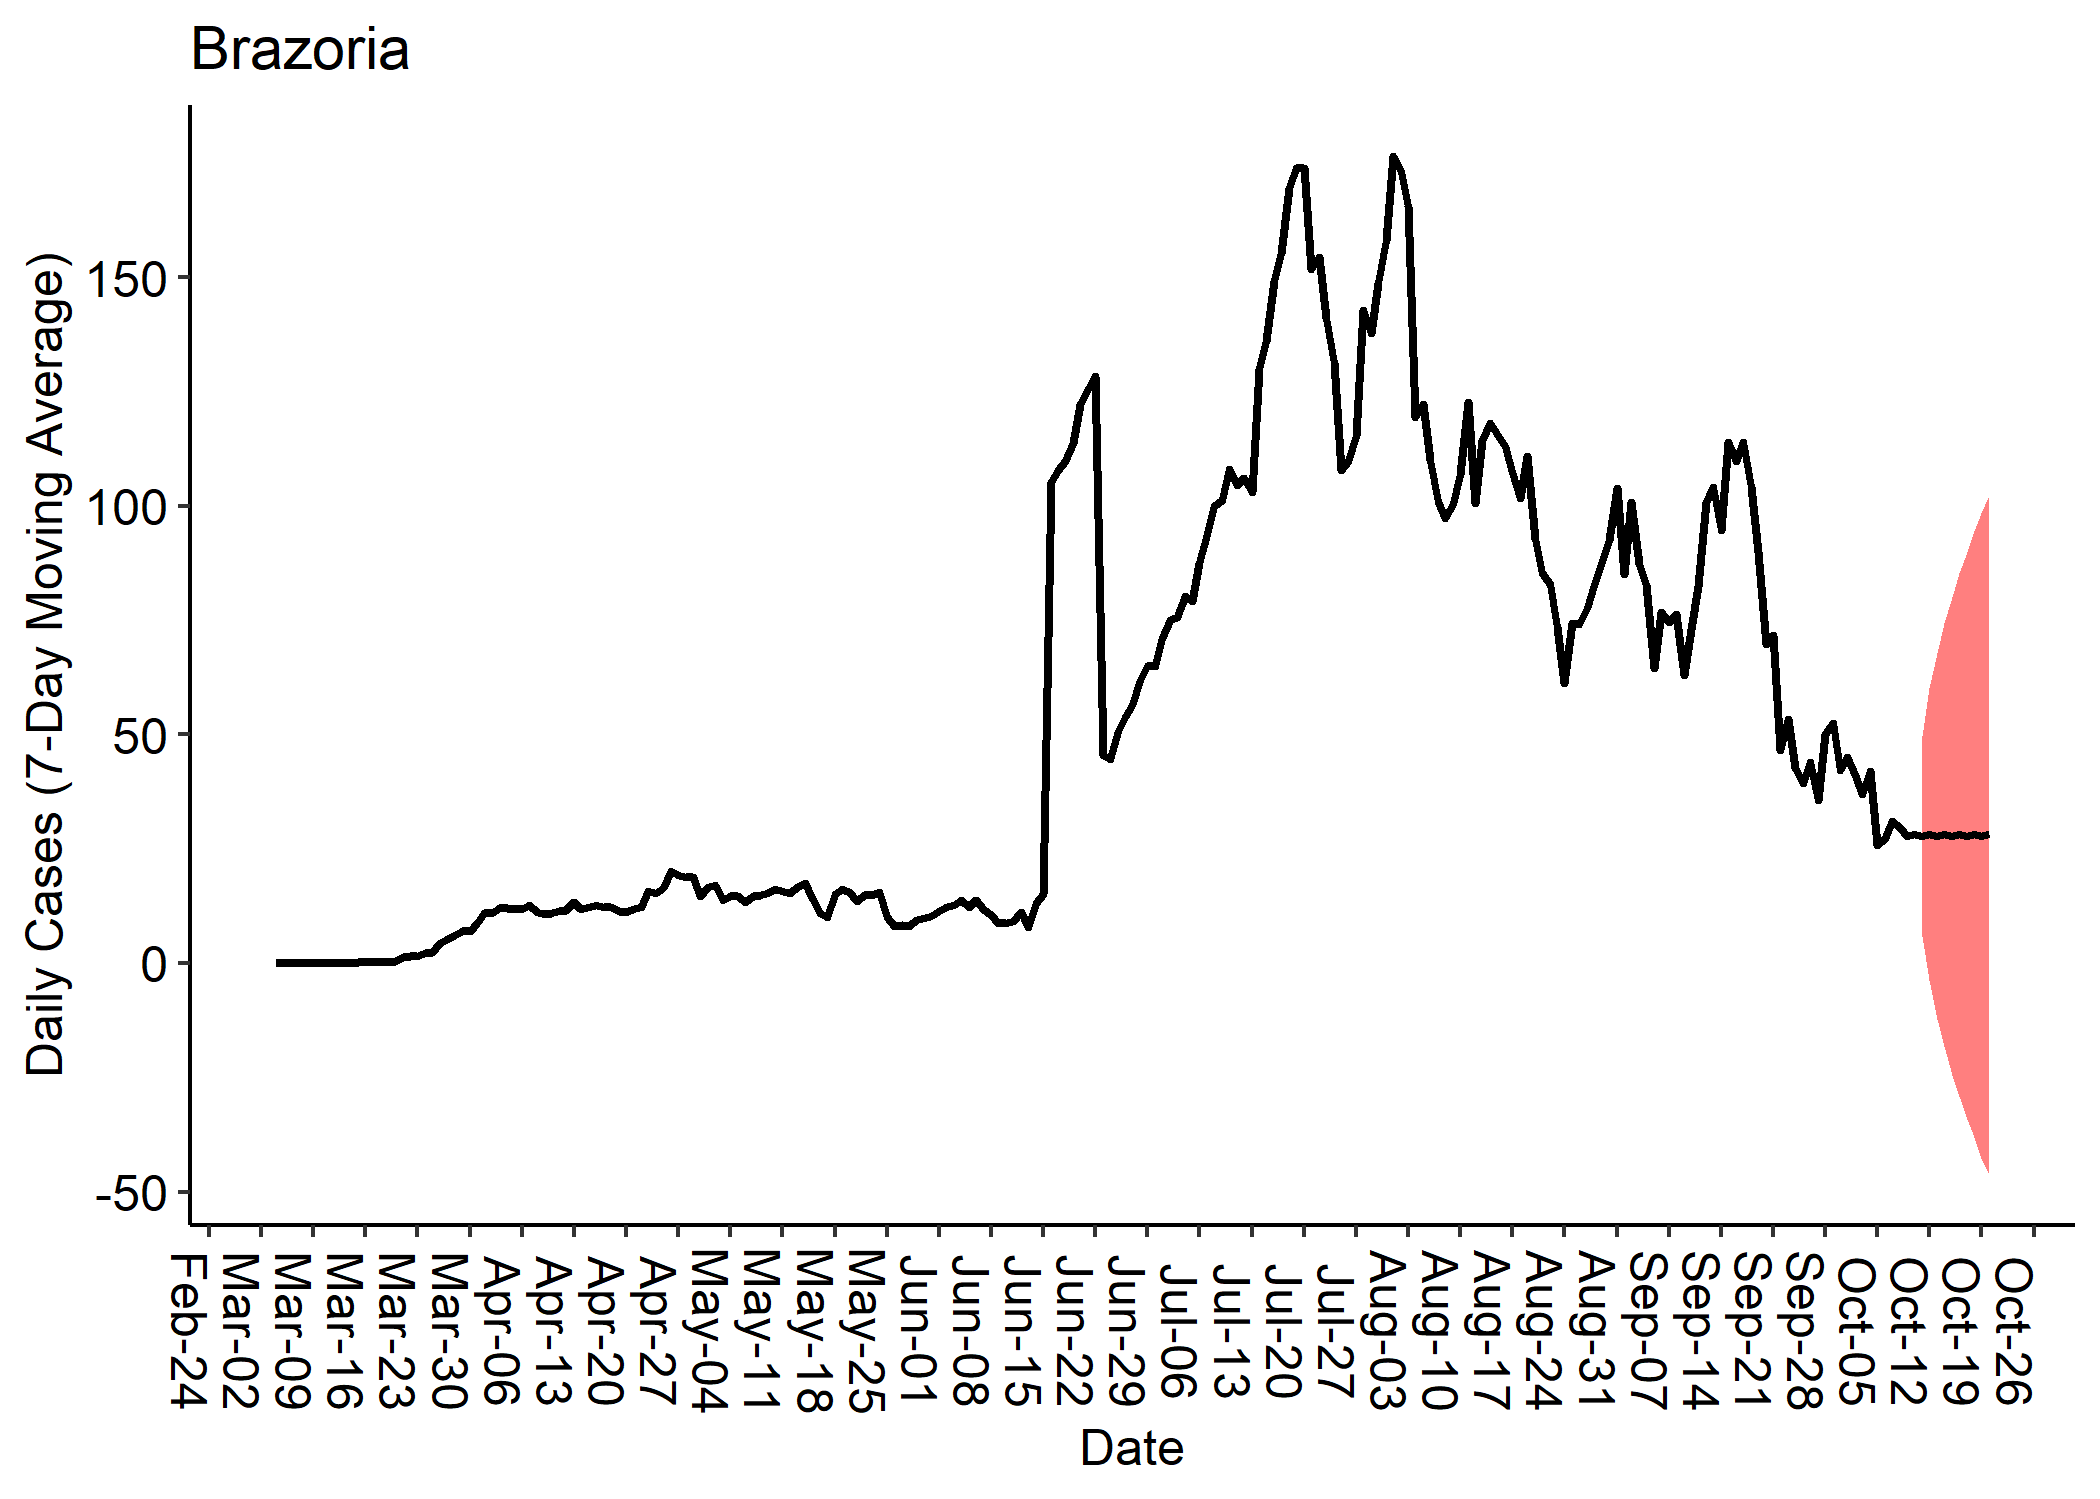 Brazoria
Daily Cases (7-Day Moving Average)
150
100
50
0
-50
Feb-24
Mar-02
Mar-09
Mar-16
Mar-23
Mar-30
Apr-06
Apr-13
Apr-20
Apr-27
May-04
May-11
May-18
May-25
Jun-01
Jun-08
Jun-15
Jun-22
Jun-29
Jul-06
Jul-13
Jul-20
Jul-27
Aug-03
Aug-10
Aug-17
Aug-24
Aug-31
Sep-07
Sep-14
Sep-21
Sep-28
Oct-05
Oct-12
Oct-19
Oct-26
Date